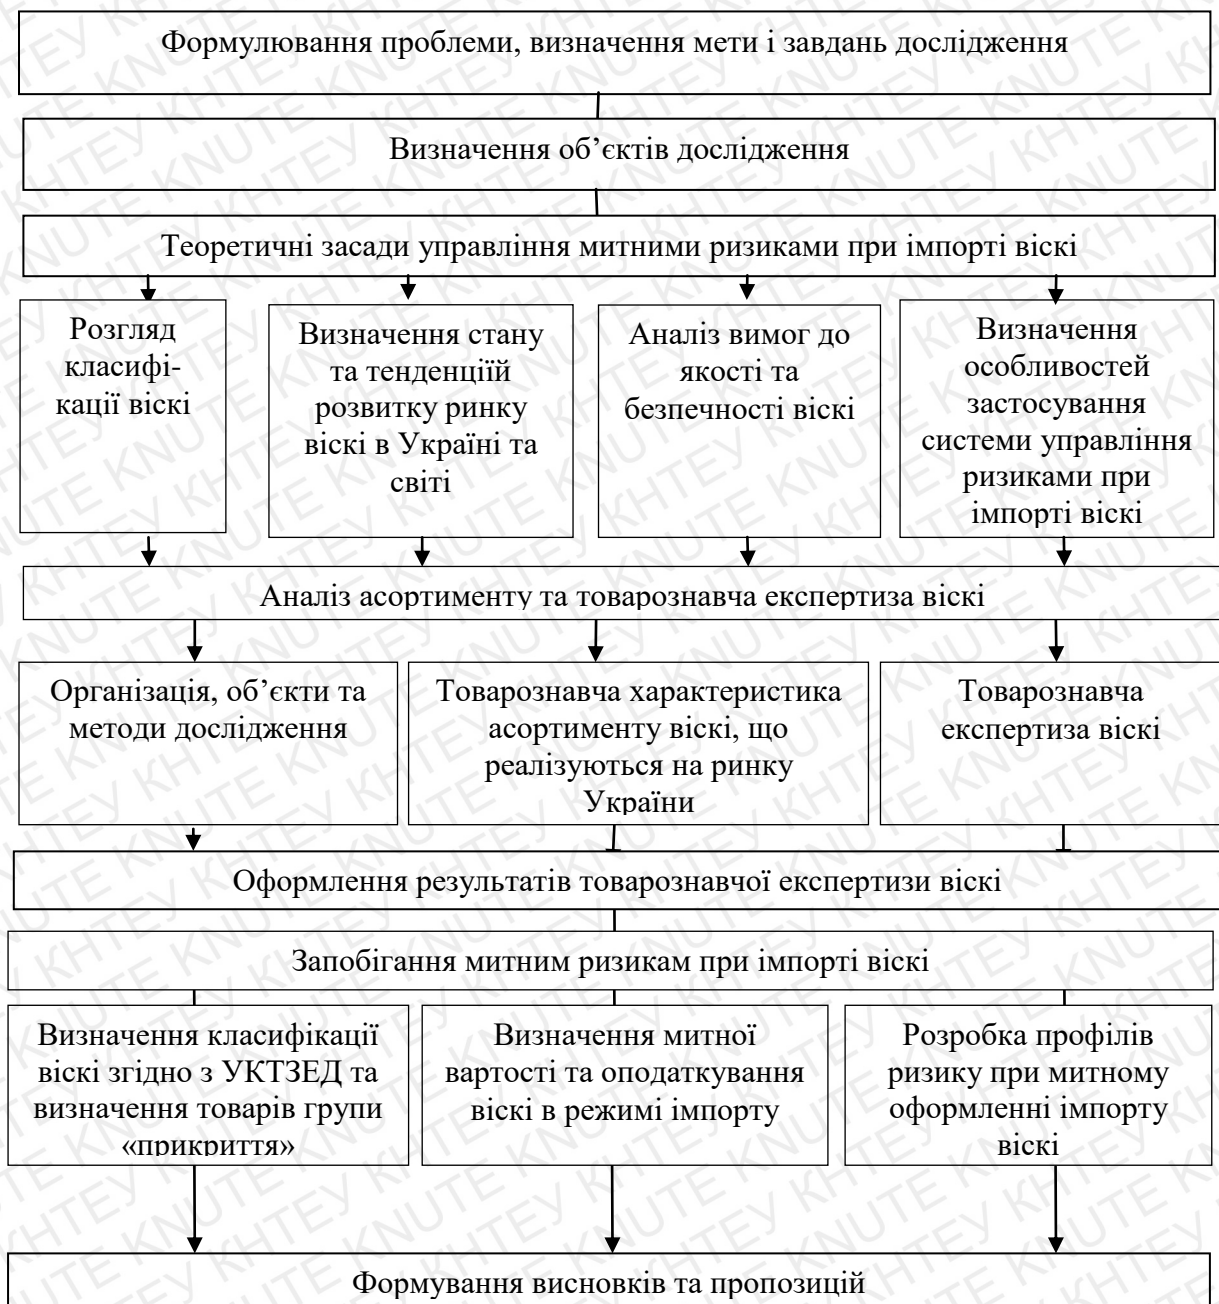 Формулювання проблеми, визначення мети і завдань дослідження
Визначення об’єктів дослідження
Теоретичні засади управління митними ризиками при імпорті віскі
Розгляд
класифі-
кації віскі
Визначення стану
та тенденціїй
розвитку ринку
віскі в Україні та
світі
Аналіз вимог до
якості та
безпечності віскі
Визначення
особливостей
застосування
системи управління
ризиками при
імпорті віскі
Аналіз асортименту та товарознавча експертиза віскі
Організація, об’єкти та
методи дослідження
Товарознавча характеристика
асортименту віскі, що
реалізуються на ринку
України
Товарознавча
експертиза віскі
Оформлення результатів товарознавчої експертизи віскі
Запобігання митним ризикам при імпорті віскі
Визначення класифікації
віскі згідно з УКТЗЕД та
визначення товарів групи
«прикриття»
Визначення митної
вартості та оподаткування
віскі в режимі імпорту
Розробка профілів
ризику при митному
оформленні імпорту
віскі
Формування висновків та пропозицій